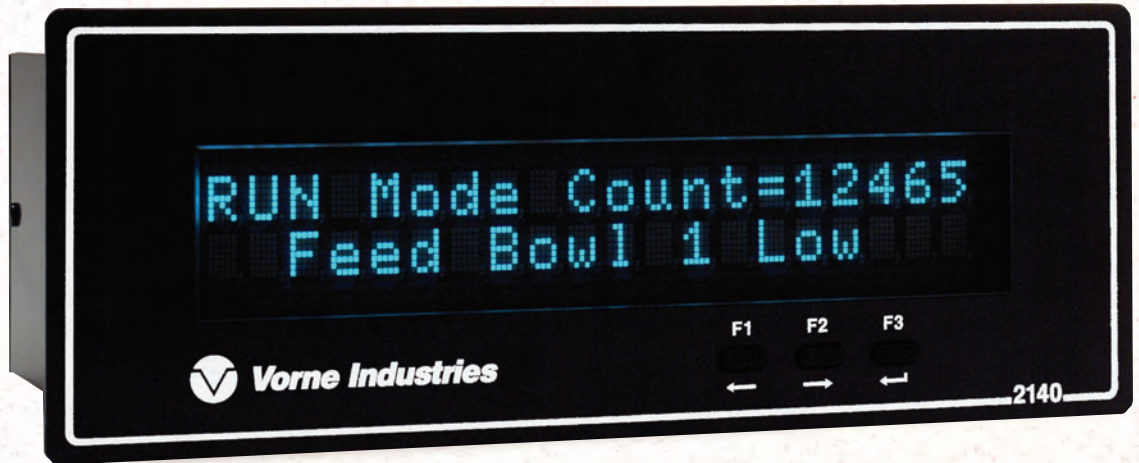 RUN Mode Count=12465
Feed Bowl 1 Low
F1 F2 F3
Vorne Industries
← → ↵
2140